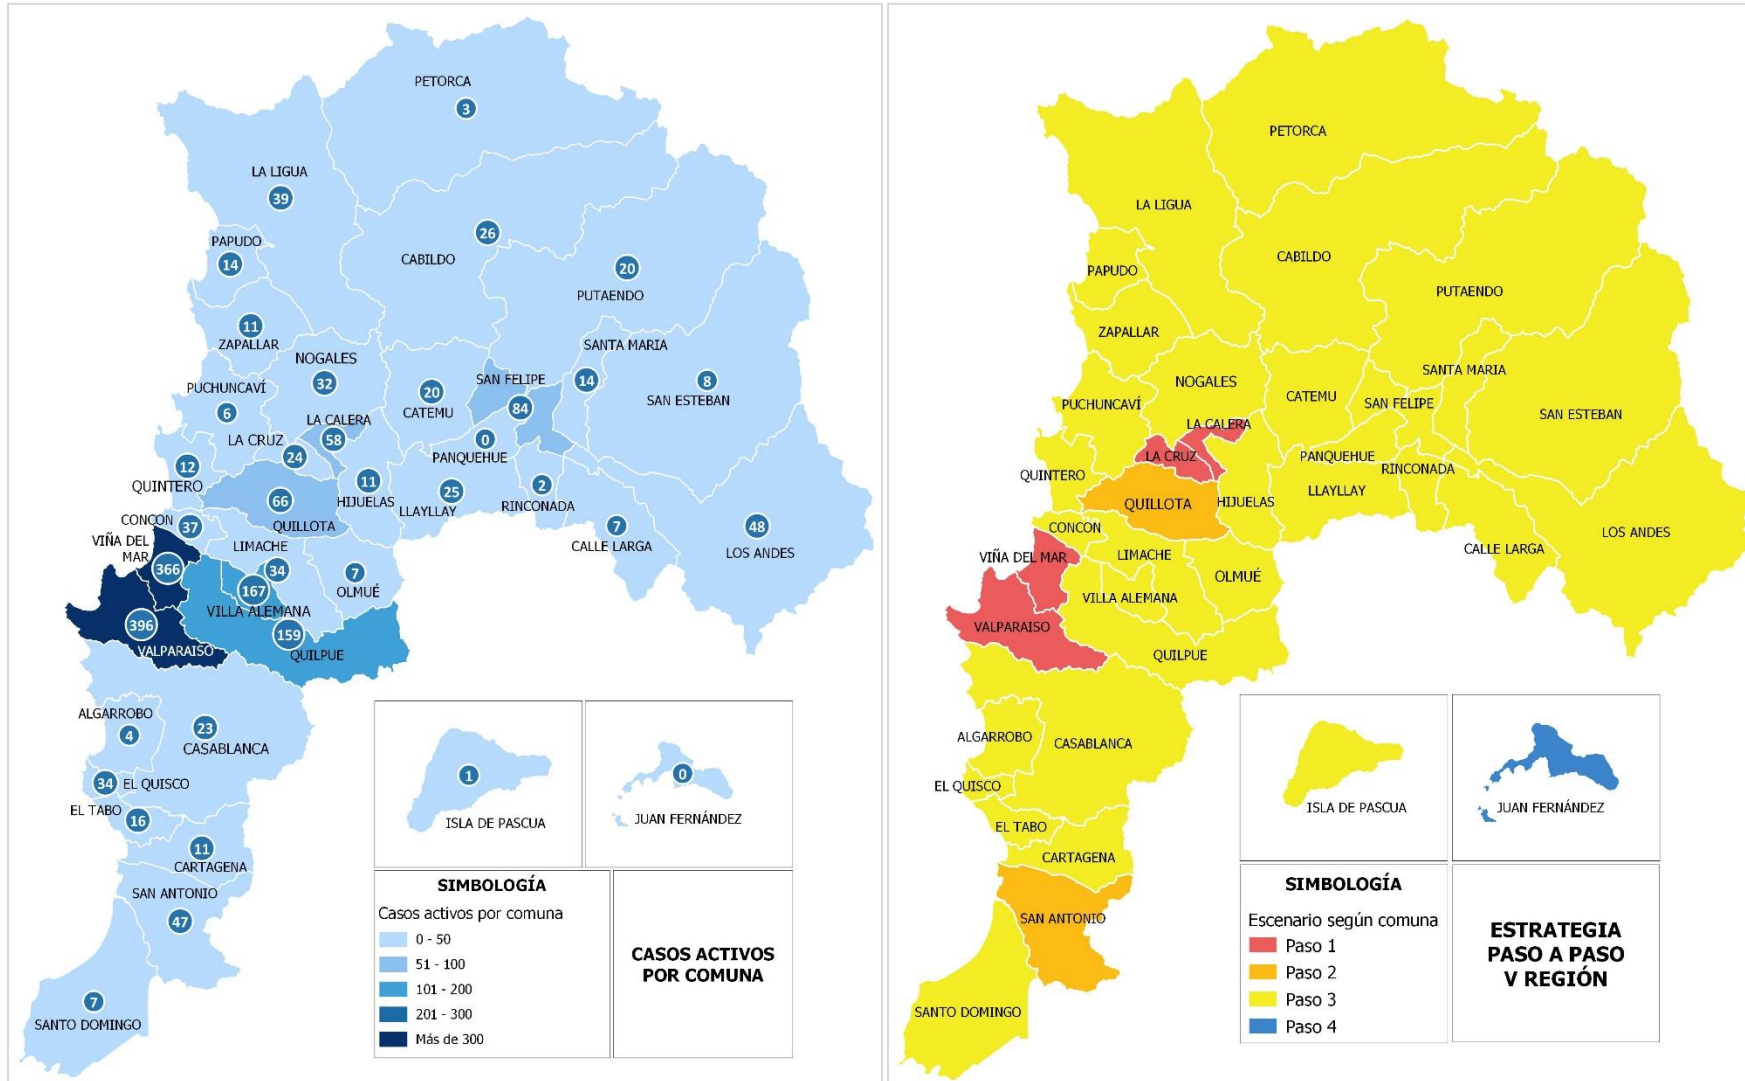 PETORCA
3
LA LIGUA
39
26
CABILDO
PAPUDO
14
20
PUTAENDO
11
ZAPALLAR
SANTA MARIA
14
NOGALES
32
SAN FELIPE
84
8
SAN ESTEBAN
PUCHUNCAVÍ
6
20
CATEMU
LA CALERA
58
LA CRUZ
24
0
PANQUEHUE
12
QUINTERO
11
HIJUELAS
25
LLAYLLAY
2
RINCONADA
66
QUILLOTA
7
CALLE LARGA
48
LOS ANDES
CONCON
37
VIÑA DEL
MAR
366
LIMACHE
34
7
OLMUÉ
167
VILLA ALEMANA
159
QUILPUE
396
VALPARAISO
ALGARROBO
4
23
CASABLANCA
34
EL QUISCO
EL TABO
16
11
CARTAGENA
SAN ANTONIO
47
7
SANTO DOMINGO
1
ISLA DE PASCUA
0
JUAN FERNÁNDEZ
SIMBOLOGÍA
Casos activos por comuna
0 - 50
51 - 100
101 - 200
201 - 300
Más de 300
CASOS ACTIVOS
POR COMUNA
PETORCA
LA LIGUA
CABILDO
PAPUDO
PUTAENDO
ZAPALLAR
SANTA MARIA
NOGALES
CATEMU
SAN FELIPE
SAN ESTEBAN
PUCHUNCAVÍ
LA CALERA
LA CRUZ
PANQUEHUE
RINCONADA
QUINTERO
LLAYLLAY
QUILLOTA
HIJUELAS
CONCON
LOS ANDES
VIÑA DEL MAR
LIMACHE
CALLE LARGA
OLMUÉ
VILLA ALEMANA
VALPARAISO
QUILPUE
ALGARROBO
CASABLANCA
EL QUISCO
EL TABO
CARTAGENA
SAN ANTONIO
SANTO DOMINGO
ISLA DE PASCUA
JUAN FERNÁNDEZ
SIMBOLOGÍA
Escenario según comuna
Paso 1
Paso 2
Paso 3
Paso 4
ESTRATEGIA
PASO A PASO
V REGIÓN